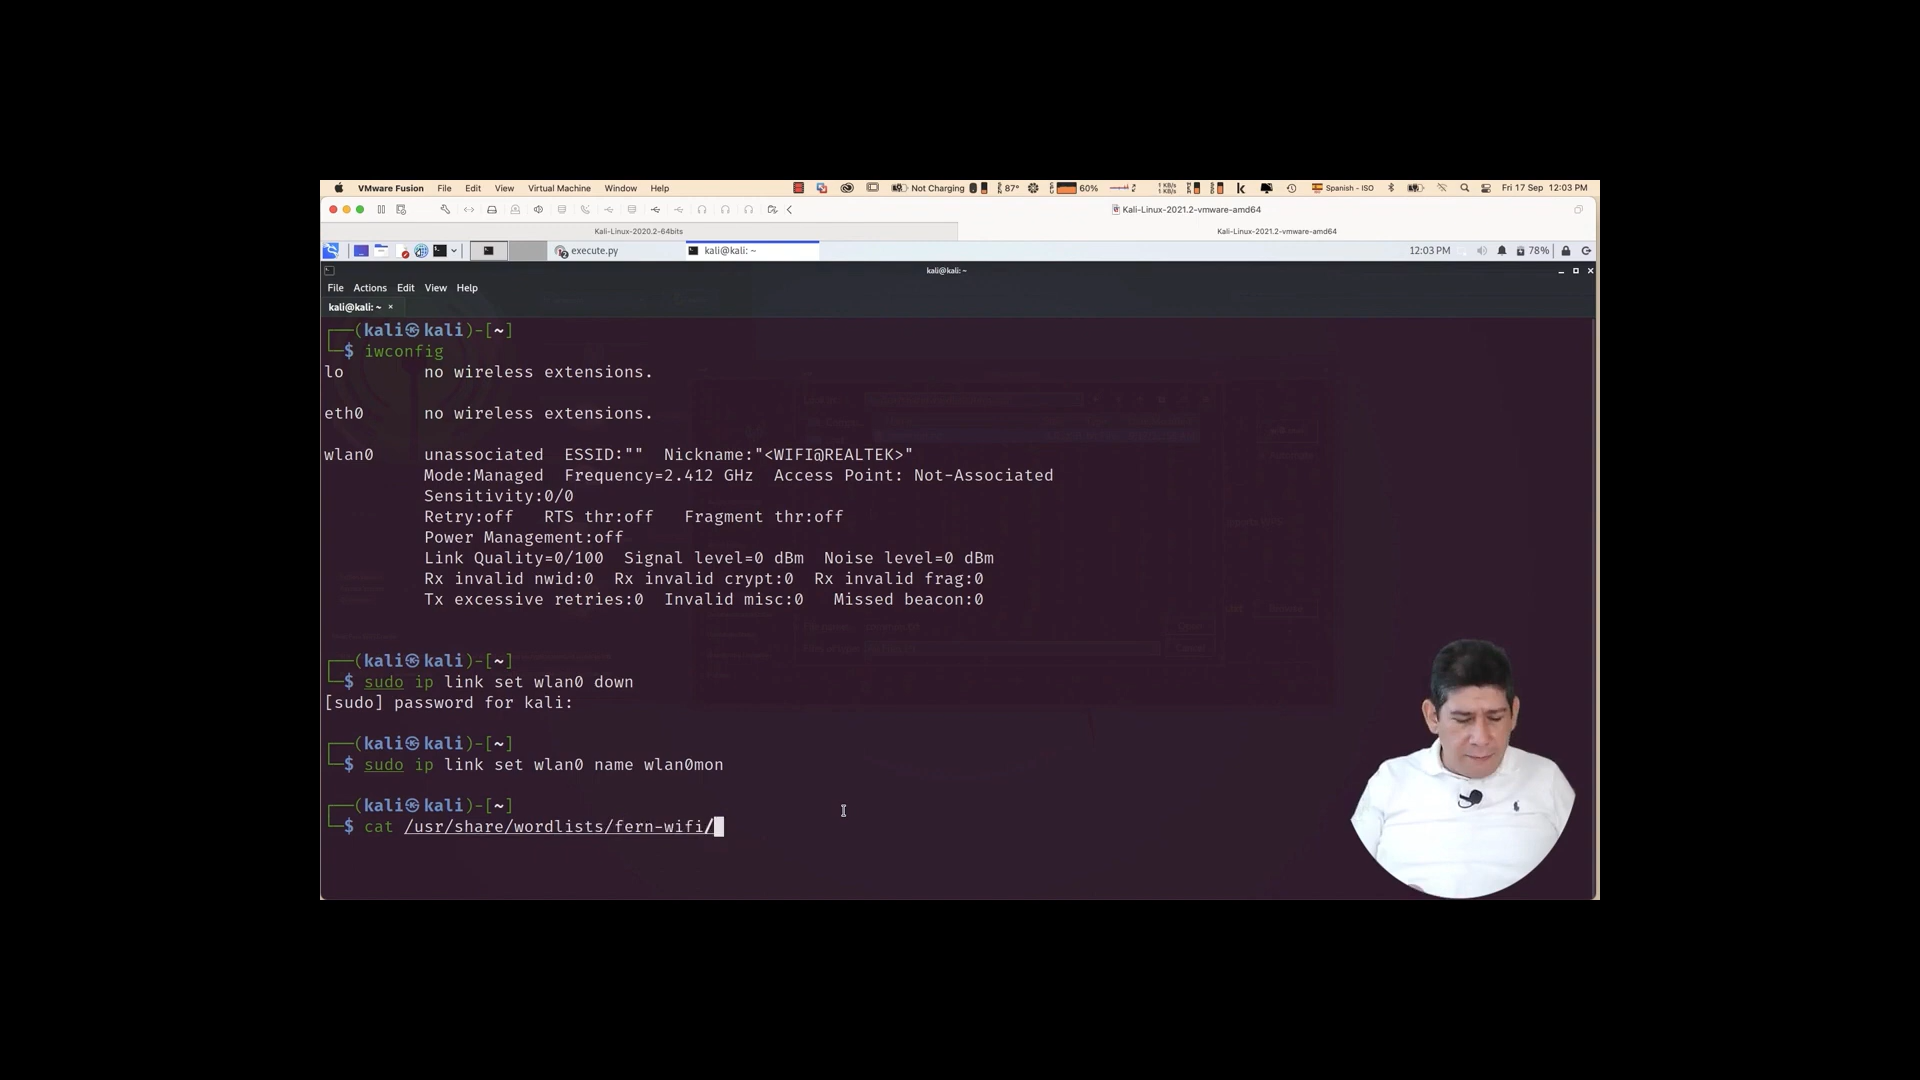 VMware Fusion File Edit View Virtual Machine Window Help Not Charging 87° 60% 1 KB/s 1 KB/s Spanish - ISO Fri 17 Sep 12:03 PM
Kali-Linux-2021.2-vmware-amd64
Kali-Linux-2020.2-64bits Kali-Linux-2021.2-vmware-amd64
execute.py kali@kali: ~ 12:03 PM 78%
kali@kali: ~
File Actions Edit View Help
kali@kali: ~ ×
(kali㉿kali)-[~]
$ iwconfig
lo no wireless extensions.
eth0 no wireless extensions.
wlan0 unassociated ESSID:"" Nickname:"<WIFI@REALTEK>"
Mode:Managed Frequency=2.412 GHz Access Point: Not-Associated
Sensitivity:0/0
Retry:off RTS thr:off Fragment thr:off
Power Management:off
Link Quality=0/100 Signal level=0 dBm Noise level=0 dBm
Rx invalid nwid:0 Rx invalid crypt:0 Rx invalid frag:0
Tx excessive retries:0 Invalid misc:0 Missed beacon:0
(kali㉿kali)-[~]
$ sudo ip link set wlan0 down
[sudo] password for kali:
(kali㉿kali)-[~]
$ sudo ip link set wlan0 name wlan0mon
(kali㉿kali)-[~]
$ cat /usr/share/wordlists/fern-wifi/